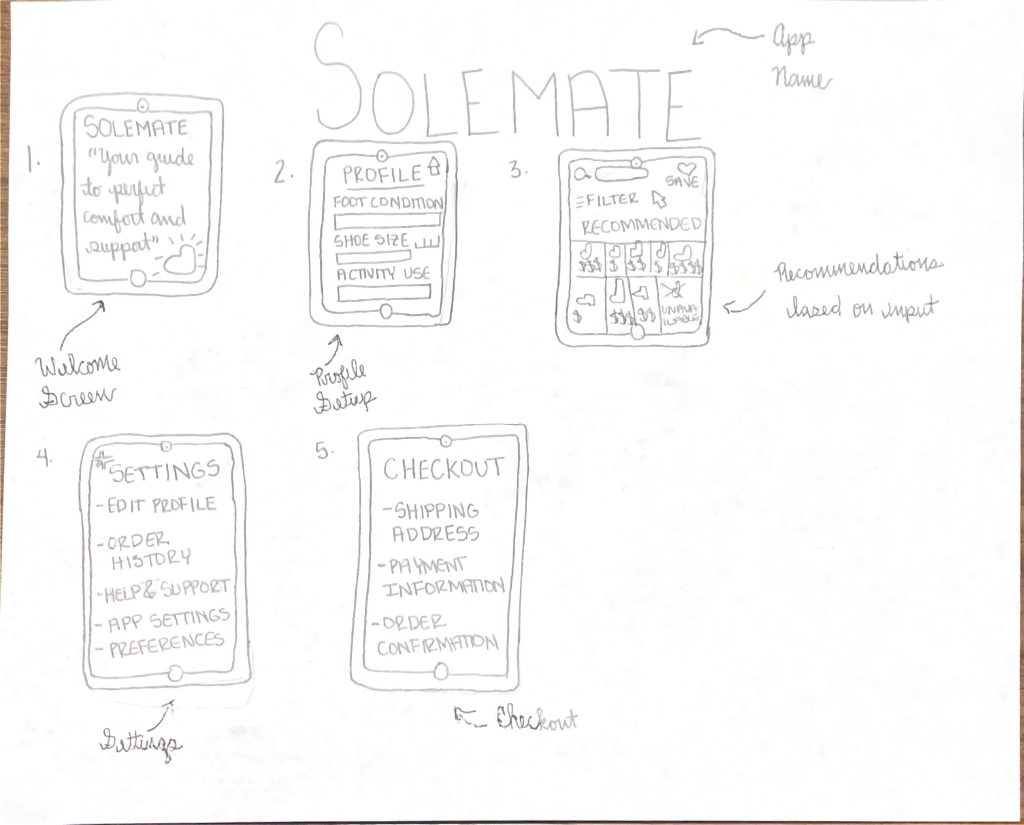 SOLEMATE
App
Name
1.
SOLEMATE
"Your guide
to perfect
comfort and
support"
Welcome
Screen
2.
PROFILE
FOOT CONDITION
SHOE SIZE
ACTIVITY USE
Profile
Setup
3.
SAVE
FILTER
RECOMMENDED
$$$ $ $$ $ $$$$
$ $$$ $$ UNAVA
ILABLE
Recommendations
based on input
4.
SETTINGS
- EDIT PROFILE
- ORDER
HISTORY
- HELP & SUPPORT
- APP SETTINGS
- PREFERENCES
Settings
5.
CHECKOUT
- SHIPPING
ADDRESS
- PAYMENT
INFORMATION
- ORDER
CONFIRMATION
Checkout